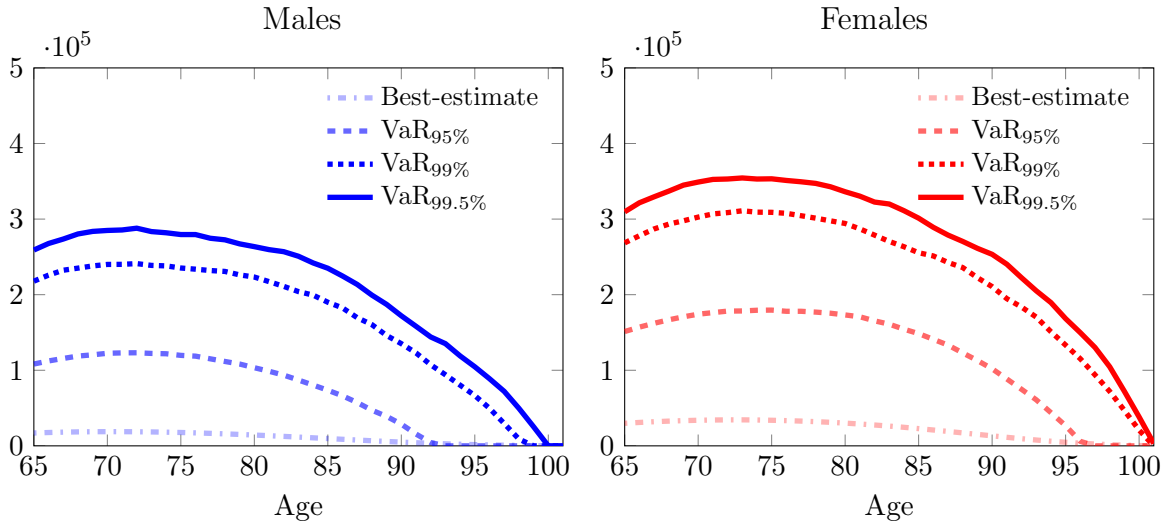 Males
·10^5
5
4
3
2
1
0
65 70 75 80 85 90 95 100
Age
Best-estimate
VaR95%
VaR99%
VaR99.5%
Females
·10^5
5
4
3
2
1
0
65 70 75 80 85 90 95 100
Age
Best-estimate
VaR95%
VaR99%
VaR99.5%